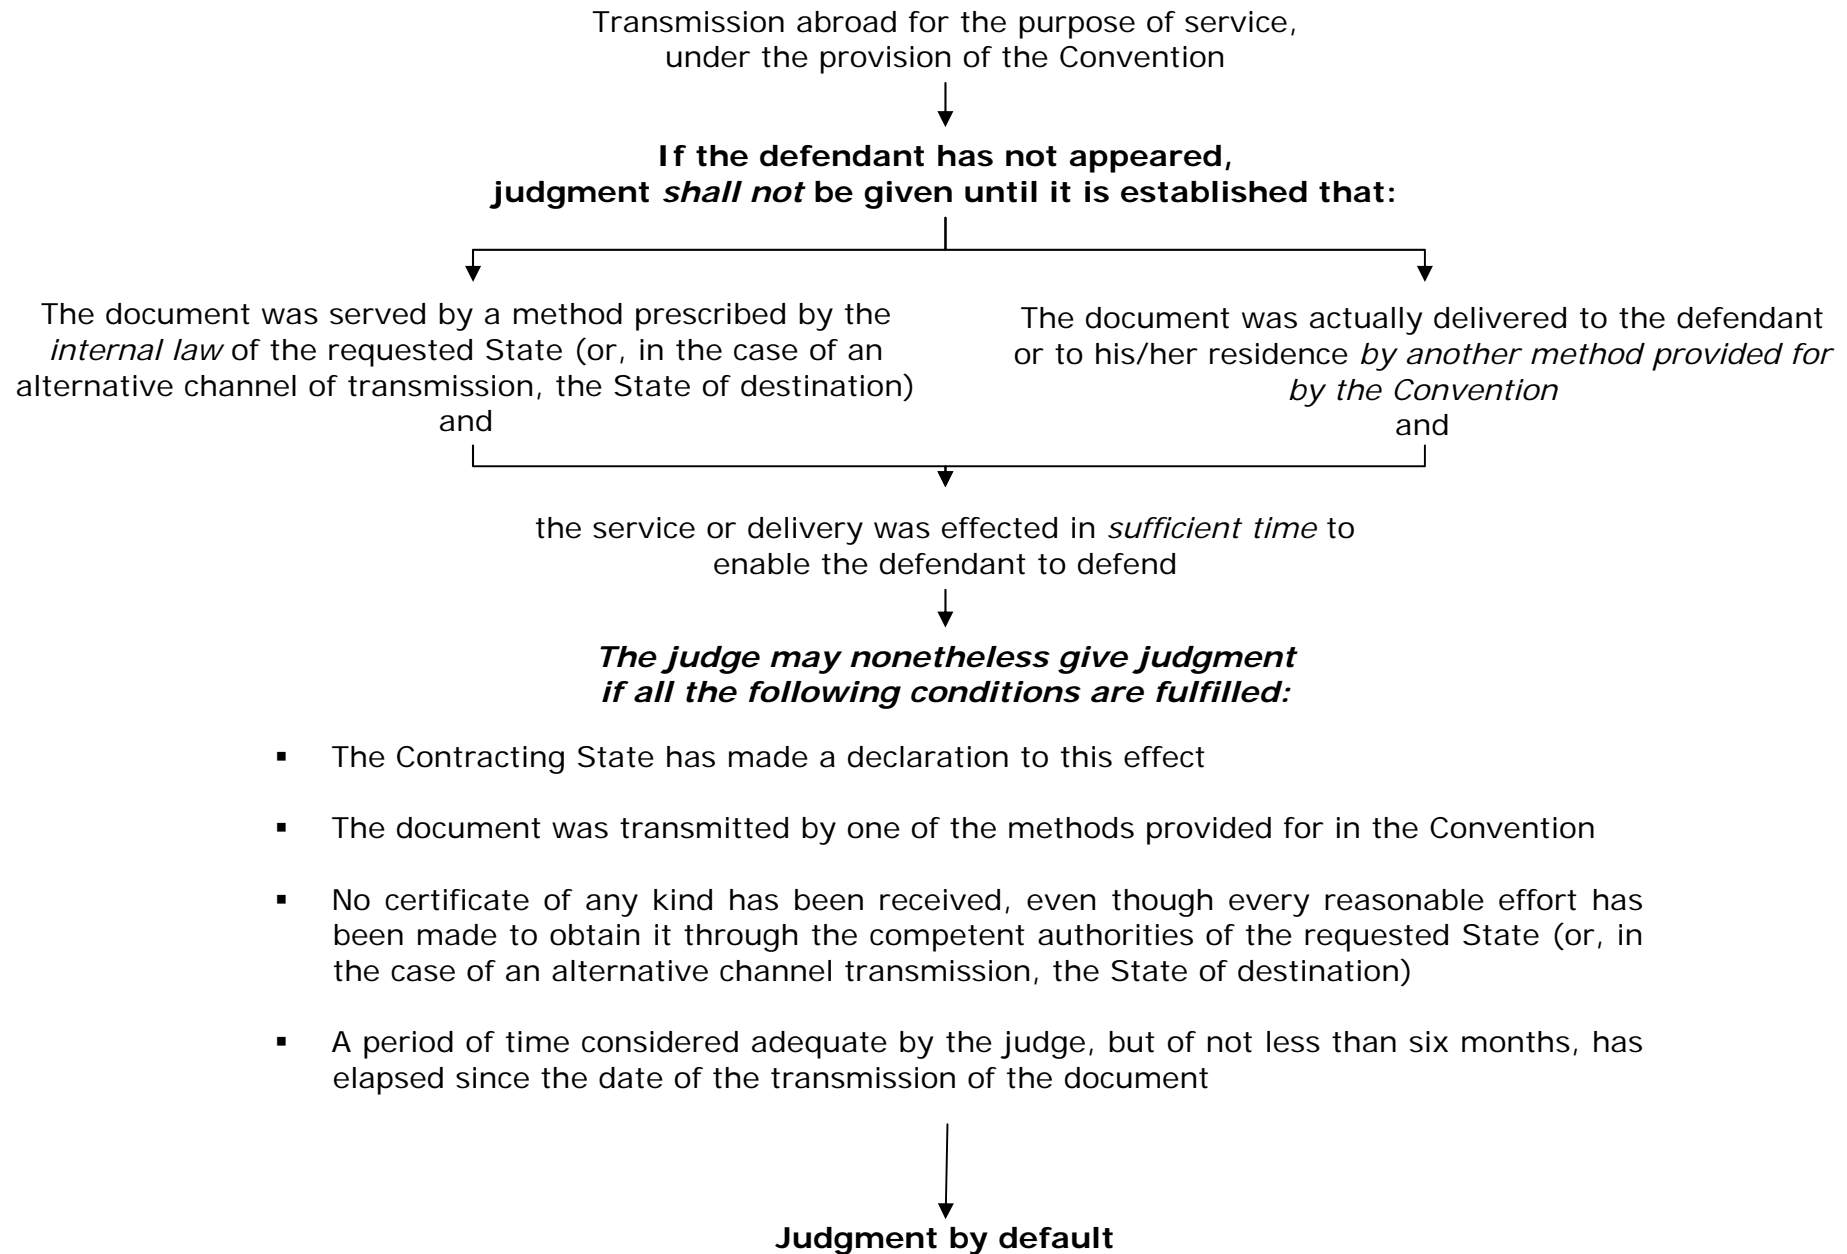 Transmission abroad for the purpose of service,
under the provision of the Convention
If the defendant has not appeared,
judgment shall not be given until it is established that:
The document was served by a method prescribed by the
internal law of the requested State (or, in the case of an
alternative channel of transmission, the State of destination)
and
The document was actually delivered to the defendant
or to his/her residence by another method provided for
by the Convention
and
the service or delivery was effected in sufficient time to
enable the defendant to defend
The judge may nonetheless give judgment
if all the following conditions are fulfilled:
▪ The Contracting State has made a declaration to this effect
▪ The document was transmitted by one of the methods provided for in the Convention
▪ No certificate of any kind has been received, even though every reasonable effort has
been made to obtain it through the competent authorities of the requested State (or, in
the case of an alternative channel transmission, the State of destination)
▪ A period of time considered adequate by the judge, but of not less than six months, has
elapsed since the date of the transmission of the document
Judgment by default